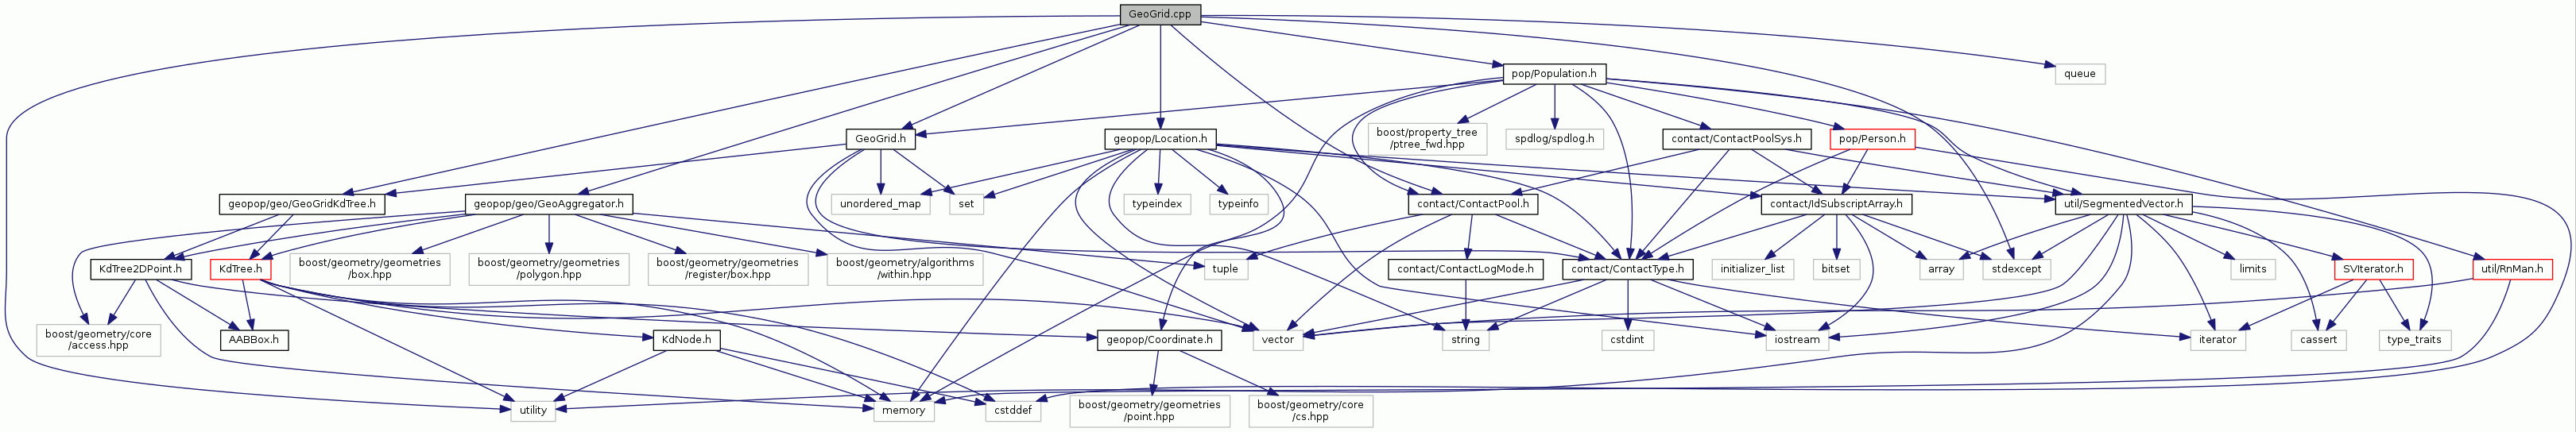 GeoGrid.cpp
pop/Population.h
queue
GeoGrid.h
geopop/Location.h
boost/property_tree
/ptree_fwd.hpp
spdlog/spdlog.h
contact/ContactPoolSys.h
pop/Person.h
geopop/geo/GeoGridKdTree.h
geopop/geo/GeoAggregator.h
unordered_map
set
typeindex
typeinfo
contact/ContactPool.h
contact/IdSubscriptArray.h
util/SegmentedVector.h
KdTree2DPoint.h
KdTree.h
boost/geometry/geometries
/box.hpp
boost/geometry/geometries
/polygon.hpp
boost/geometry/geometries
/register/box.hpp
boost/geometry/algorithms
/within.hpp
tuple
contact/ContactLogMode.h
contact/ContactType.h
initializer_list
bitset
array
stdexcept
limits
SVIterator.h
util/RnMan.h
boost/geometry/core
/access.hpp
AABBox.h
KdNode.h
geopop/Coordinate.h
vector
string
cstdint
iostream
iterator
cassert
type_traits
utility
memory
cstddef
boost/geometry/geometries
/point.hpp
boost/geometry/core
/cs.hpp